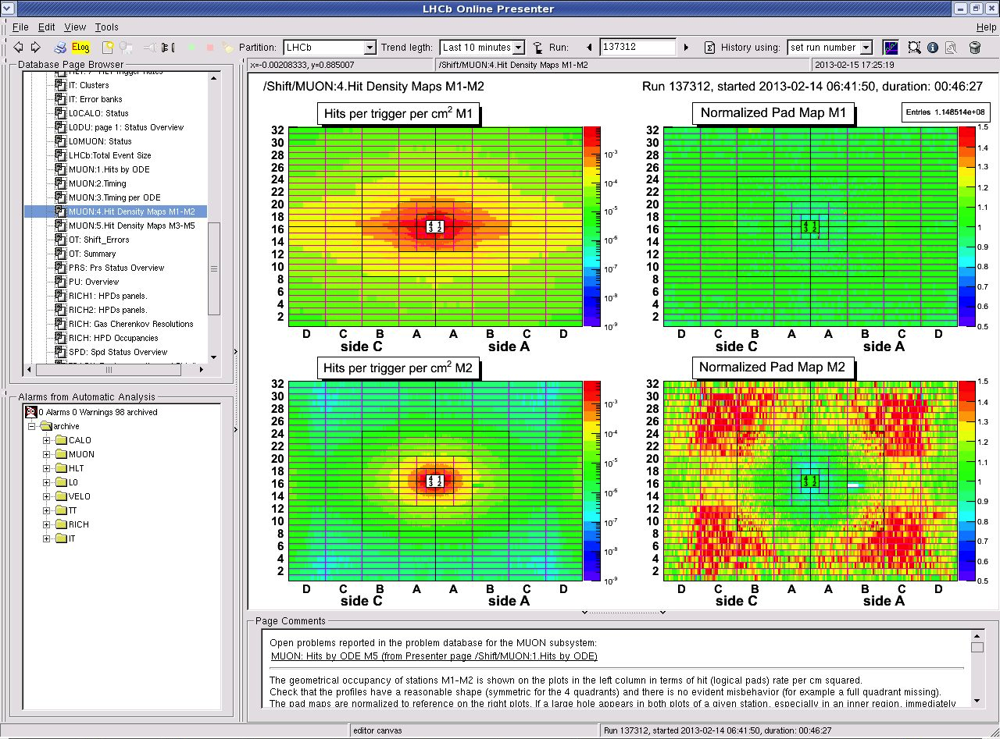 LHCb Online Presenter
File Edit View Tools Help
ELog Partition: LHCb Trend legth: Last 10 minutes Run: 137312 History using: set run number
Database Page Browser
x=-0.00208333, y=0.885007 /Shift/MUON:4.Hit Density Maps M1-M2 2013-02-15 17:25:19
IT: Clusters
IT: Error banks
L0CALO: Status
L0DU: page 1: Status Overview
L0MUON: Status
LHCb:Total Event Size
MUON:1.Hits by ODE
MUON:2.Timing
MUON:3.Timing per ODE
MUON:4.Hit Density Maps M1-M2
MUON:5.Hit Density Maps M3-M5
OT: Shift_Errors
OT: Summary
PRS: Prs Status Overview
PU: Overview
RICH1: HPDs panels.
RICH2: HPDs panels.
RICH: Gas Cherenkov Resolutions
RICH: HPD Occupancies
SPD: Spd Status Overview
Alarms from Automatic Analysis
0 Alarms 0 Warnings 98 archived
archive
CALO
MUON
HLT
L0
VELO
TT
RICH
IT
/Shift/MUON:4.Hit Density Maps M1-M2 Run 137312, started 2013-02-14 06:41:50, duration: 00:46:27
Hits per trigger per cm² M1
32
30
28
26
24
22
20
18
16
14
12
10
8
6
4
2
4 1
3 2
D C B A A B C D
side C side A
10⁻³
10⁻⁴
10⁻⁵
10⁻⁶
10⁻⁷
10⁻⁸
10⁻⁹
Normalized Pad Map M1
Entries 1.146514e+08
32
30
28
26
24
22
20
18
16
14
12
10
8
6
4
2
4 1
3 2
D C B A A B C D
side C side A
1.5
1.4
1.3
1.2
1.1
1
0.9
0.8
0.7
0.6
0.5
Hits per trigger per cm² M2
32
30
28
26
24
22
20
18
16
14
12
10
8
6
4
2
4 1
3 2
D C B A A B C D
side C side A
10⁻³
10⁻⁴
10⁻⁵
10⁻⁶
10⁻⁷
10⁻⁸
10⁻⁹
Normalized Pad Map M2
32
30
28
26
24
22
20
18
16
14
12
10
8
6
4
2
4 1
3 2
D C B A A B C D
side C side A
1.5
1.4
1.3
1.2
1.1
1
0.9
0.8
0.7
0.6
0.5
Page Comments
Open problems reported in the problem database for the MUON subsystem:
MUON: Hits by ODE M5 (from Presenter page /Shift/MUON:1.Hits by ODE)
The geometrical occupancy of stations M1-M2 is shown on the plots in the left column in terms of hit (logical pads) rate per cm squared.
Check that the profiles have a reasonable shape (symmetric for the 4 quadrants) and there is no evident misbehavior (for example a full quadrant missing).
The pad maps are normalized to reference on the right plots. If a large hole appears in both plots of a given station, especially in an inner region, immediately
editor canvas Run 137312, started 2013-02-14 06:41:50, duration: 00:46:27